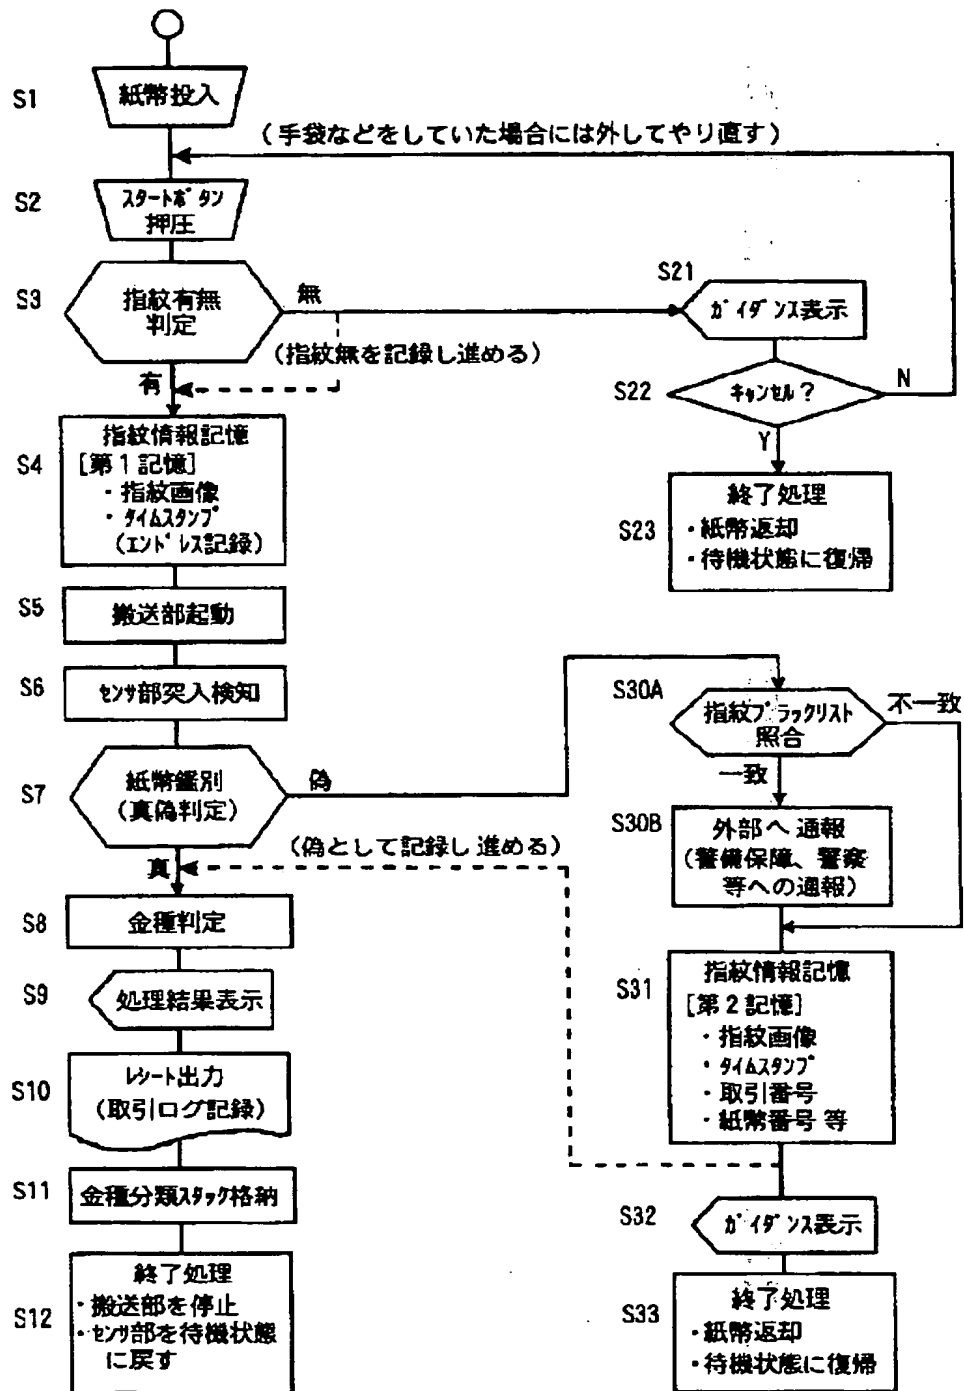 S1
紙幣投入
(手袋などをしていた場合には外してやり直す)
S2
スタートボタン
押圧
S3
指紋有無
判定
無
(指紋無を記録し進める)
有
S21
ガイダンス表示
S22
キャンセル?
N
Y
S23
終了処理
・紙幣返却
・待機状態に復帰
S4
指紋情報記憶
[第1記憶]
・指紋画像
・タイムスタンプ
(エンドレス記録)
S5
搬送部起動
S6
センサ部突入検知
S7
紙幣鑑別
(真偽判定)
偽
真
(偽として記録し進める)
S30A
指紋ブラックリスト
照合
不一致
一致
S30B
外部へ通報
(警備保障、警察
等への通報)
S8
金種判定
S9
処理結果表示
S10
レシート出力
(取引ログ記録)
S11
金種分類スタック格納
S12
終了処理
・搬送部を停止
・センサ部を待機状態
に戻す
S31
指紋情報記憶
[第2記憶]
・指紋画像
・タイムスタンプ
・取引番号
・紙幣番号等
S32
ガイダンス表示
S33
終了処理
・紙幣返却
・待機状態に復帰